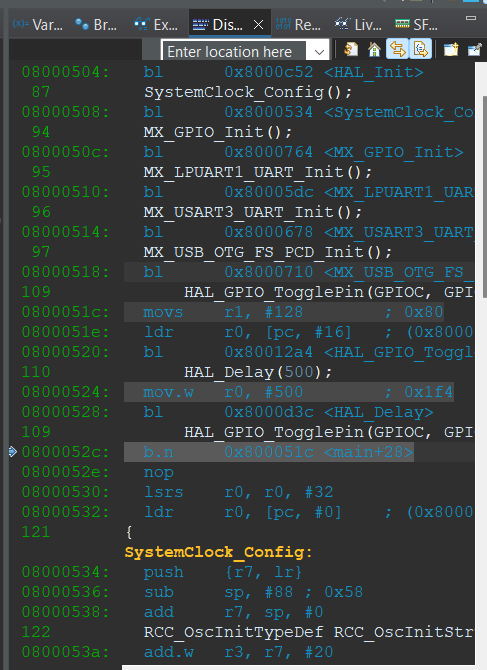 (x)= Var... Br... Ex... Dis... Re... Liv... SF...
Enter location here
08000504: bl 0x8000c52 <HAL_Init>
87 SystemClock_Config();
08000508: bl 0x8000534 <SystemClock_Co
94 MX_GPIO_Init();
0800050c: bl 0x8000764 <MX_GPIO_Init>
95 MX_LPUART1_UART_Init();
08000510: bl 0x80005dc <MX_LPUART1_UAR
96 MX_USART3_UART_Init();
08000514: bl 0x8000678 <MX_USART3_UART
97 MX_USB_OTG_FS_PCD_Init();
08000518: bl 0x8000710 <MX_USB_OTG_FS_
109 HAL_GPIO_TogglePin(GPIOC, GPI
0800051c: movs r1, #128 ; 0x80
0800051e: ldr r0, [pc, #16] ; (0x8000
08000520: bl 0x80012a4 <HAL_GPIO_Toggl
110 HAL_Delay(500);
08000524: mov.w r0, #500 ; 0x1f4
08000528: bl 0x8000d3c <HAL_Delay>
109 HAL_GPIO_TogglePin(GPIOC, GPI
0800052c: b.n 0x800051c <main+28>
0800052e: nop
08000530: lsrs r0, r0, #32
08000532: ldr r0, [pc, #0] ; (0x8000
121 {
SystemClock_Config:
08000534: push {r7, lr}
08000536: sub sp, #88 ; 0x58
08000538: add r7, sp, #0
122 RCC_OscInitTypeDef RCC_OscInitStr
0800053a: add.w r3, r7, #20